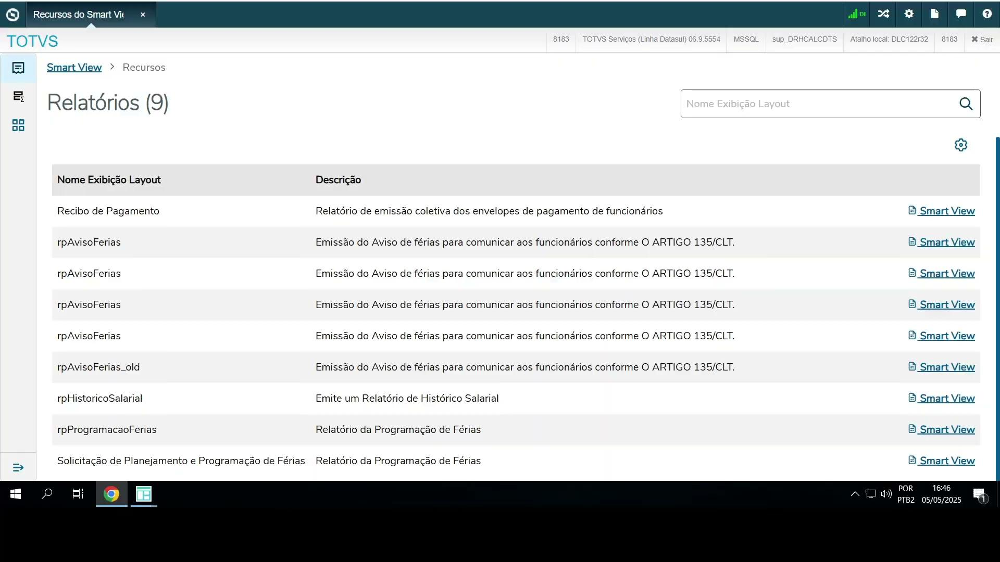 Recursos do Smart Vi
DI
TOTVS
8183
TOTVS Serviços (Linha Datasul) 06.9.5554
MSSQL
sup_DRHCALCDTS
Atalho local: DLC122r32
8183
Sair
Smart View > Recursos
Relatórios (9)
Nome Exibição Layout
Nome Exibição Layout Descrição
Recibo de Pagamento Relatório de emissão coletiva dos envelopes de pagamento de funcionários Smart View
rpAvisoFerias Emissão do Aviso de férias para comunicar aos funcionários conforme O ARTIGO 135/CLT. Smart View
rpAvisoFerias Emissão do Aviso de férias para comunicar aos funcionários conforme O ARTIGO 135/CLT. Smart View
rpAvisoFerias Emissão do Aviso de férias para comunicar aos funcionários conforme O ARTIGO 135/CLT. Smart View
rpAvisoFerias Emissão do Aviso de férias para comunicar aos funcionários conforme O ARTIGO 135/CLT. Smart View
rpAvisoFerias_old Emissão do Aviso de férias para comunicar aos funcionários conforme O ARTIGO 135/CLT. Smart View
rpHistoricoSalarial Emite um Relatório de Histórico Salarial Smart View
rpProgramacaoFerias Relatório da Programação de Férias Smart View
Solicitação de Planejamento e Programação de Férias Relatório da Programação de Férias Smart View
POR 16:46
PTB2 05/05/2025
1